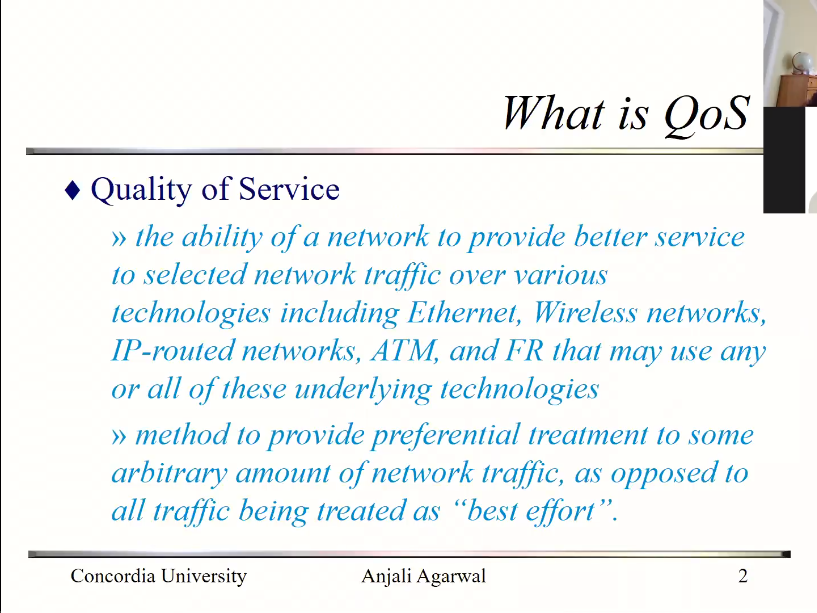 What is QoS
♦ Quality of Service
» the ability of a network to provide better service
to selected network traffic over various
technologies including Ethernet, Wireless networks,
IP-routed networks, ATM, and FR that may use any
or all of these underlying technologies
» method to provide preferential treatment to some
arbitrary amount of network traffic, as opposed to
all traffic being treated as “best effort”.
Concordia University Anjali Agarwal 2